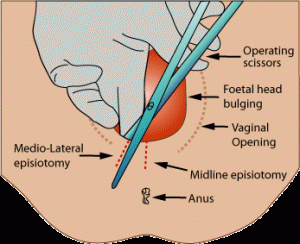 Operating
scissors
Foetal head
bulging
Vaginal
Opening
Medio-Lateral
episiotomy
Midline episiotomy
Anus